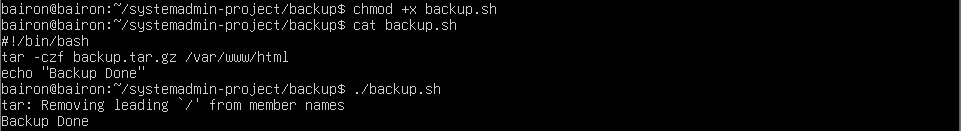 bairon@bairon:~/systemadmin-project/backup$ chmod +x backup.sh
bairon@bairon:~/systemadmin-project/backup$ cat backup.sh
#!/bin/bash
tar -czf backup.tar.gz /var/www/html
echo "Backup Done"
bairon@bairon:~/systemadmin-project/backup$ ./backup.sh
tar: Removing leading `/' from member names
Backup Done